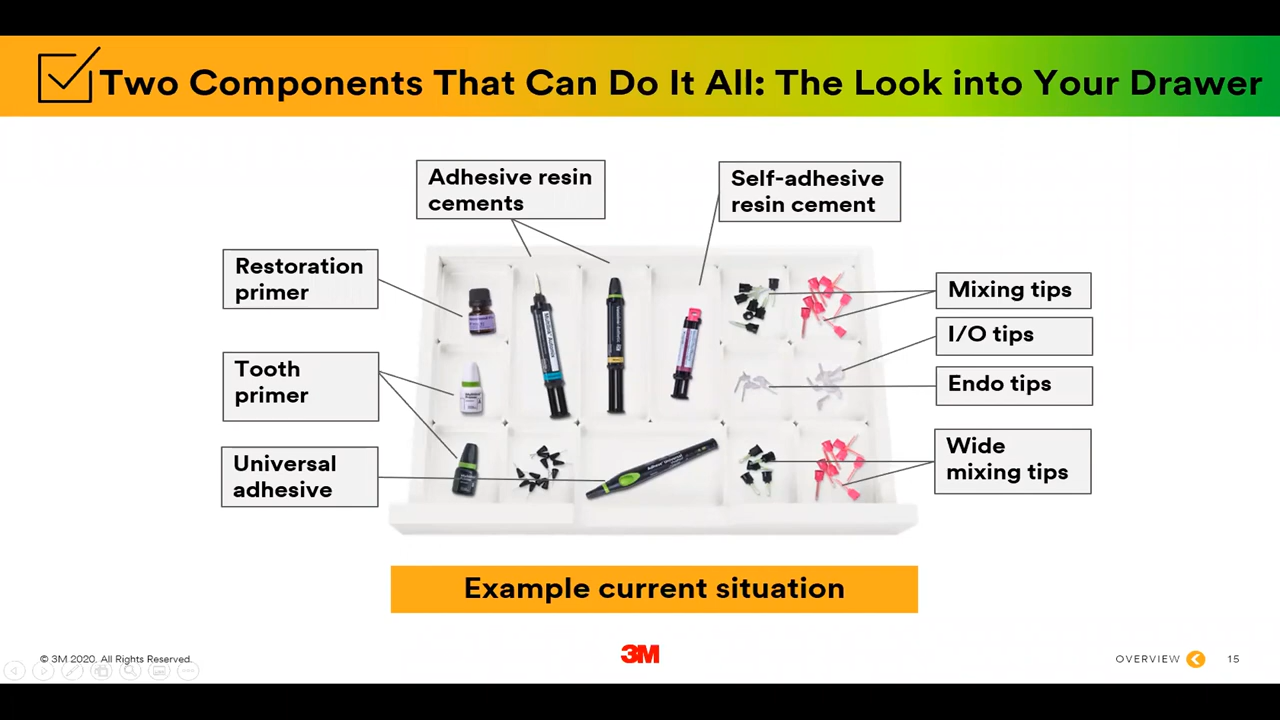 Two Components That Can Do It All: The Look into Your Drawer
Adhesive resin
cements
Self-adhesive
resin cement
Restoration
primer
Mixing tips
I/O tips
Tooth
primer
Endo tips
Wide
mixing tips
Universal
adhesive
Example current situation
© 3M 2020. All Rights Reserved.
3M
OVERVIEW
15